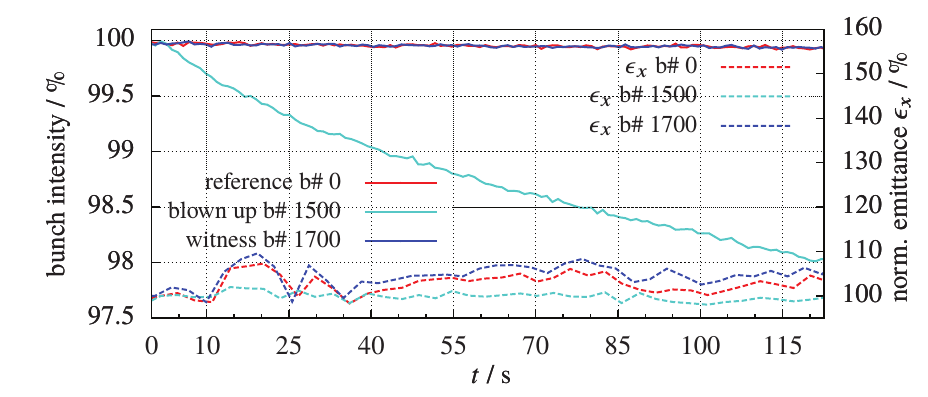 160
100
ϵx b# 0
150
99.5
ϵx b# 1500
140
ϵx b# 1700
99
130
reference b# 0
98.5
blown up b# 1500
120
witness b# 1700
98
110
97.5
100
bunch intensity / %
norm. emittance ϵx / %
0 10 25 40 55 70 85 100 115
t / s